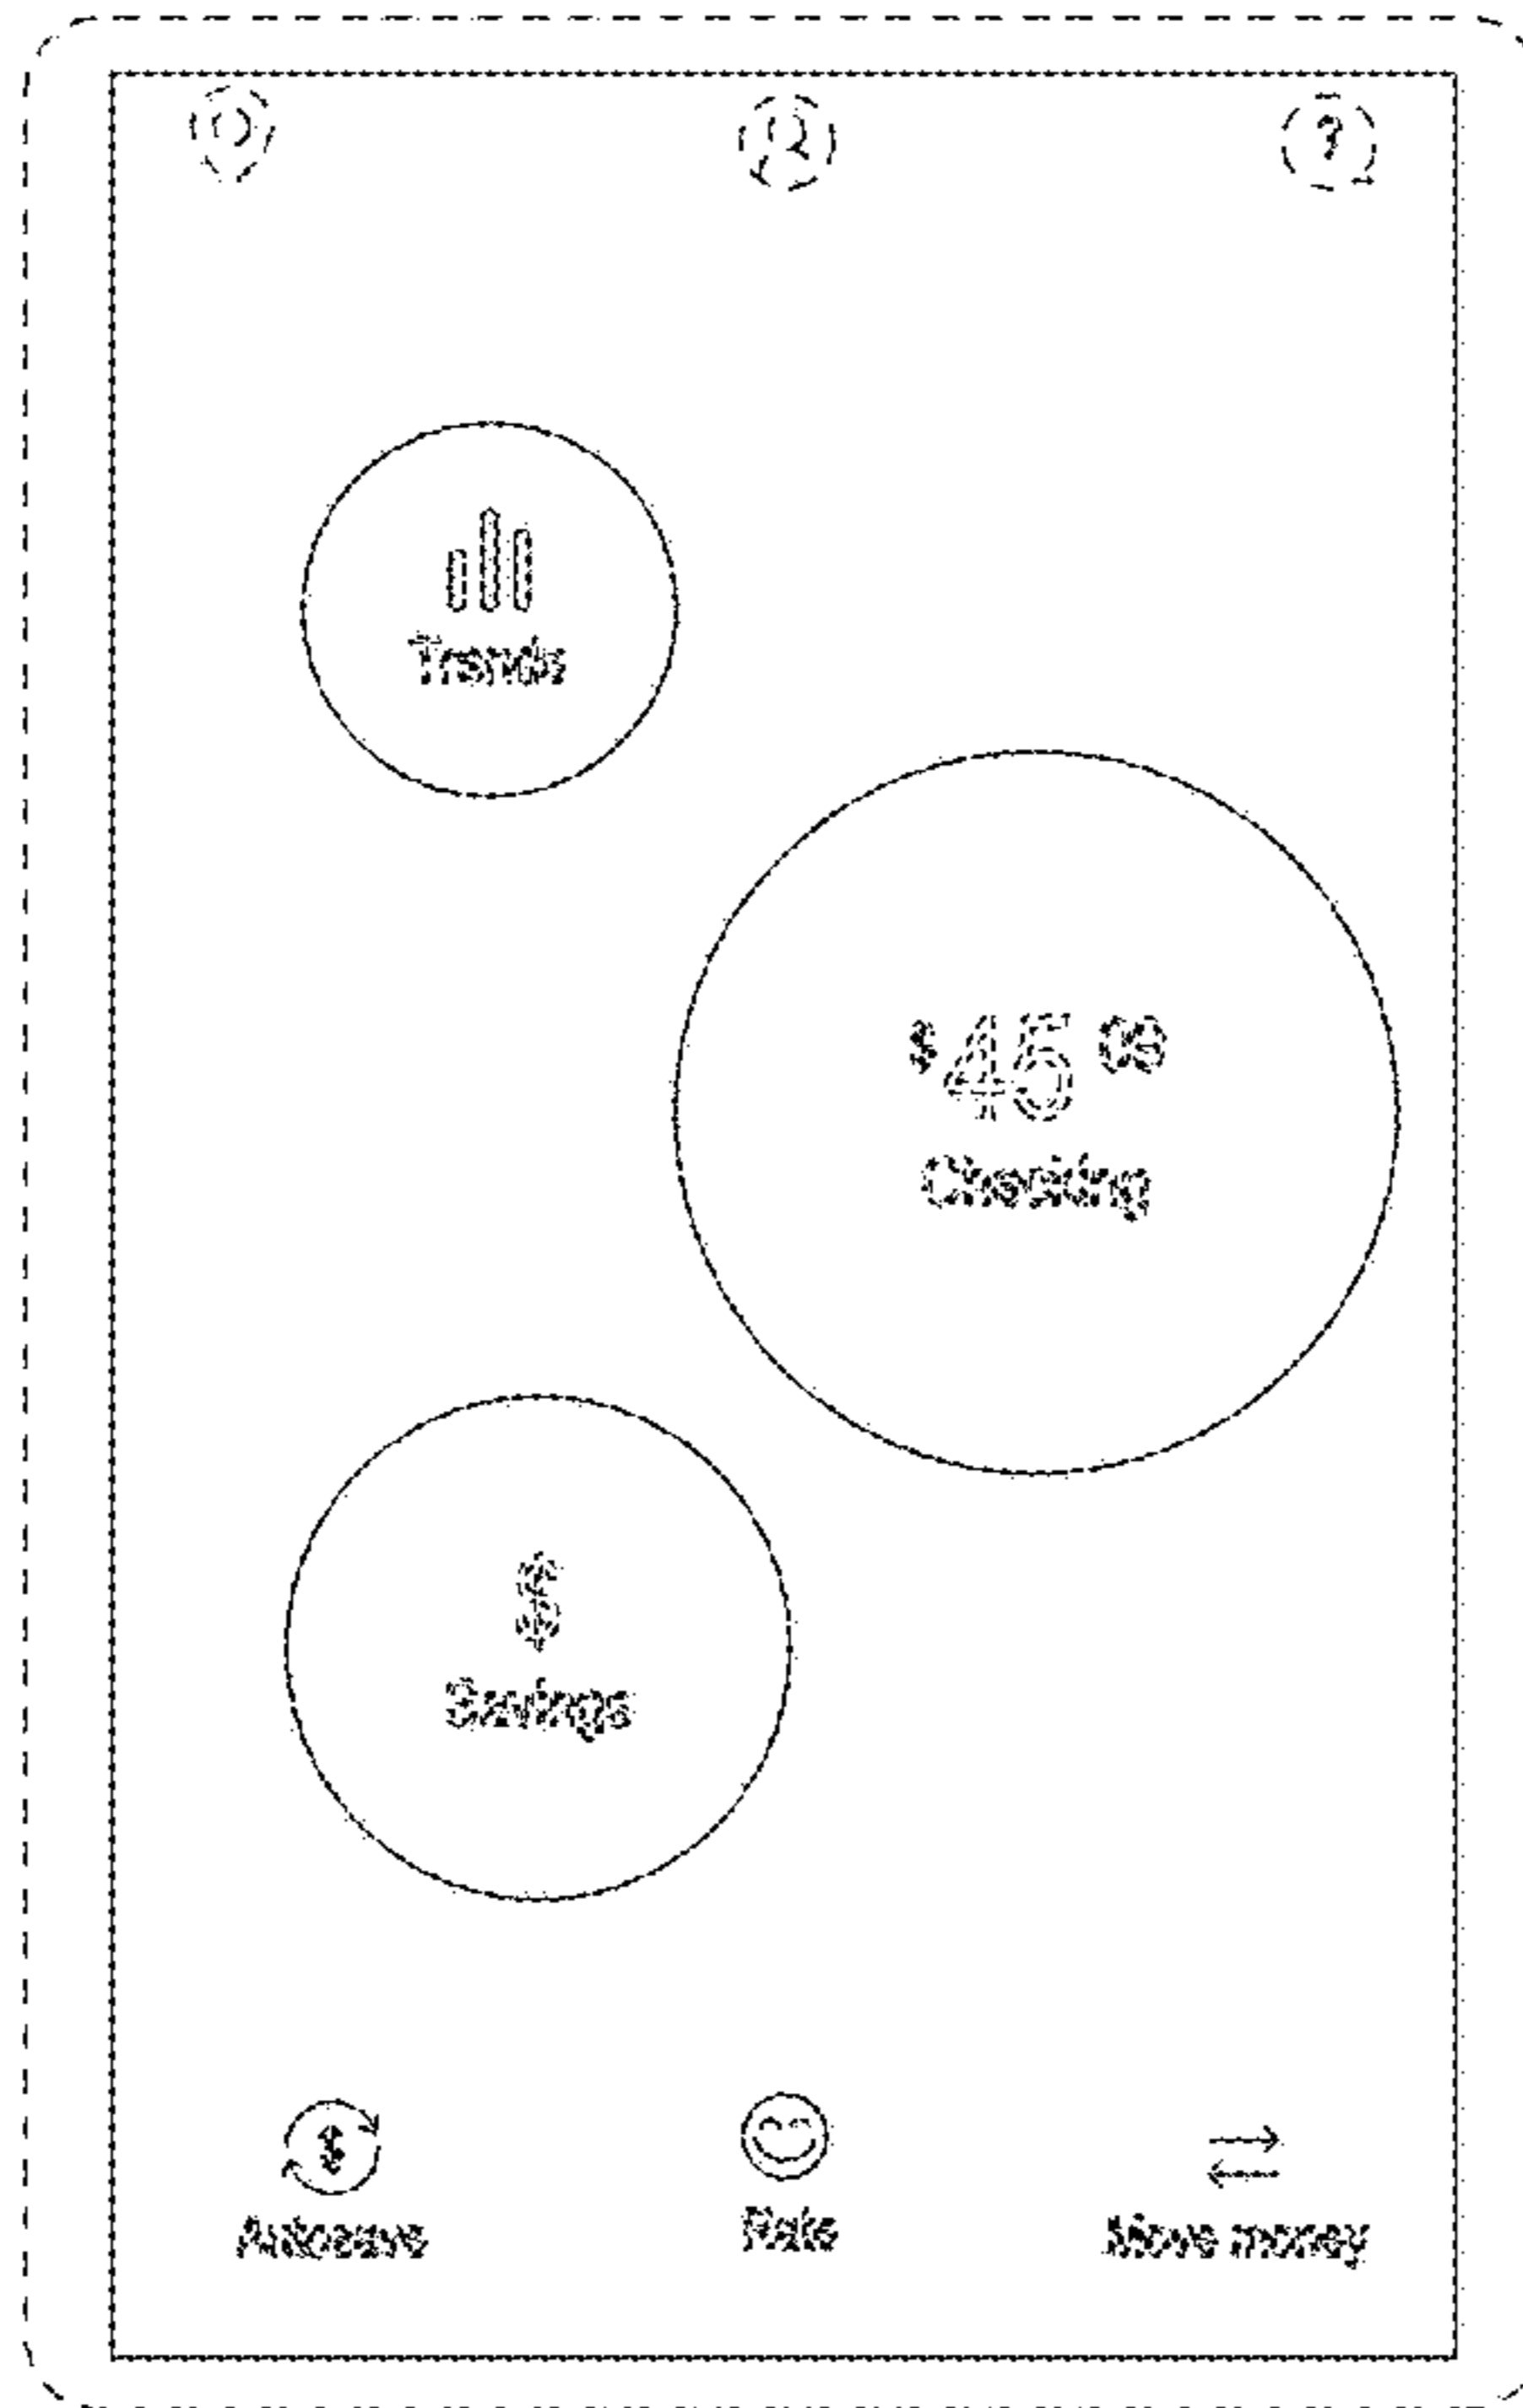 ?
Trends
$45
Checking
$
Savings
$
Autosave
Rate
Move money